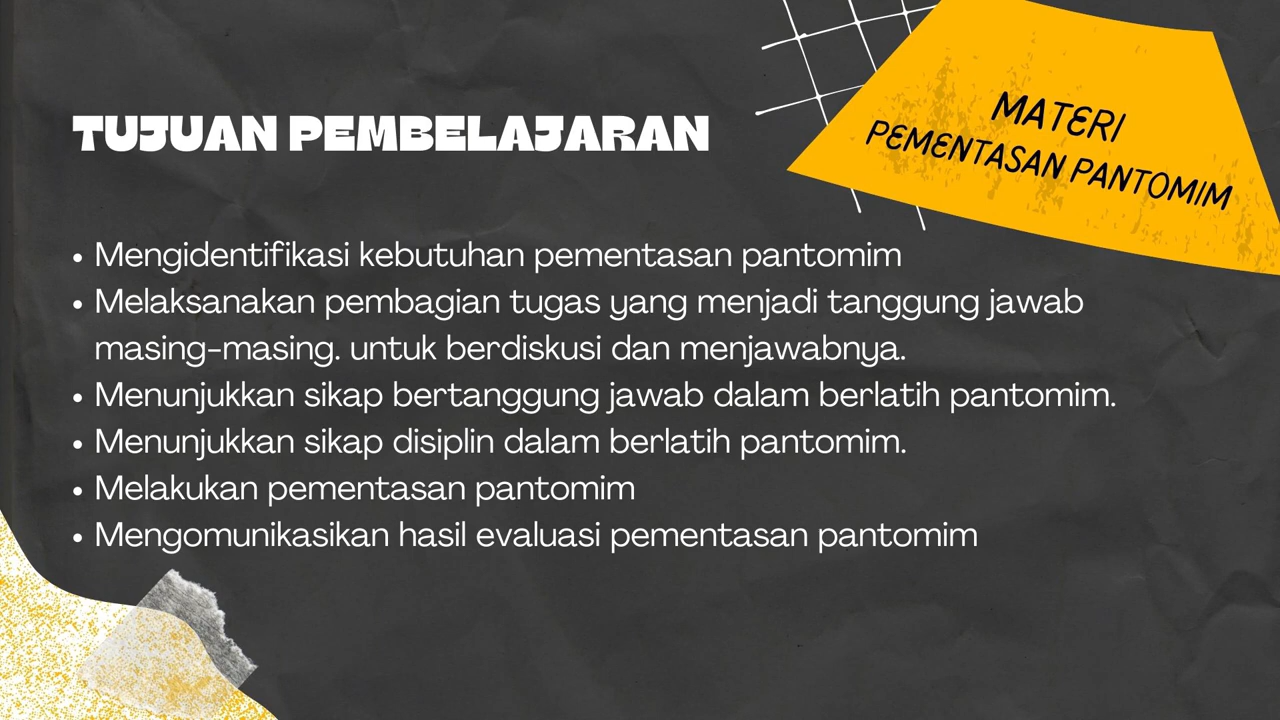 TUJUAN PEMBELAJARAN
MATERI
PEMENTASAN PANTOMIM
• Mengidentifikasi kebutuhan pementasan pantomim
• Melaksanakan pembagian tugas yang menjadi tanggung jawab
masing-masing. untuk berdiskusi dan menjawabnya.
• Menunjukkan sikap bertanggung jawab dalam berlatih pantomim.
• Menunjukkan sikap disiplin dalam berlatih pantomim.
• Melakukan pementasan pantomim
• Mengomunikasikan hasil evaluasi pementasan pantomim